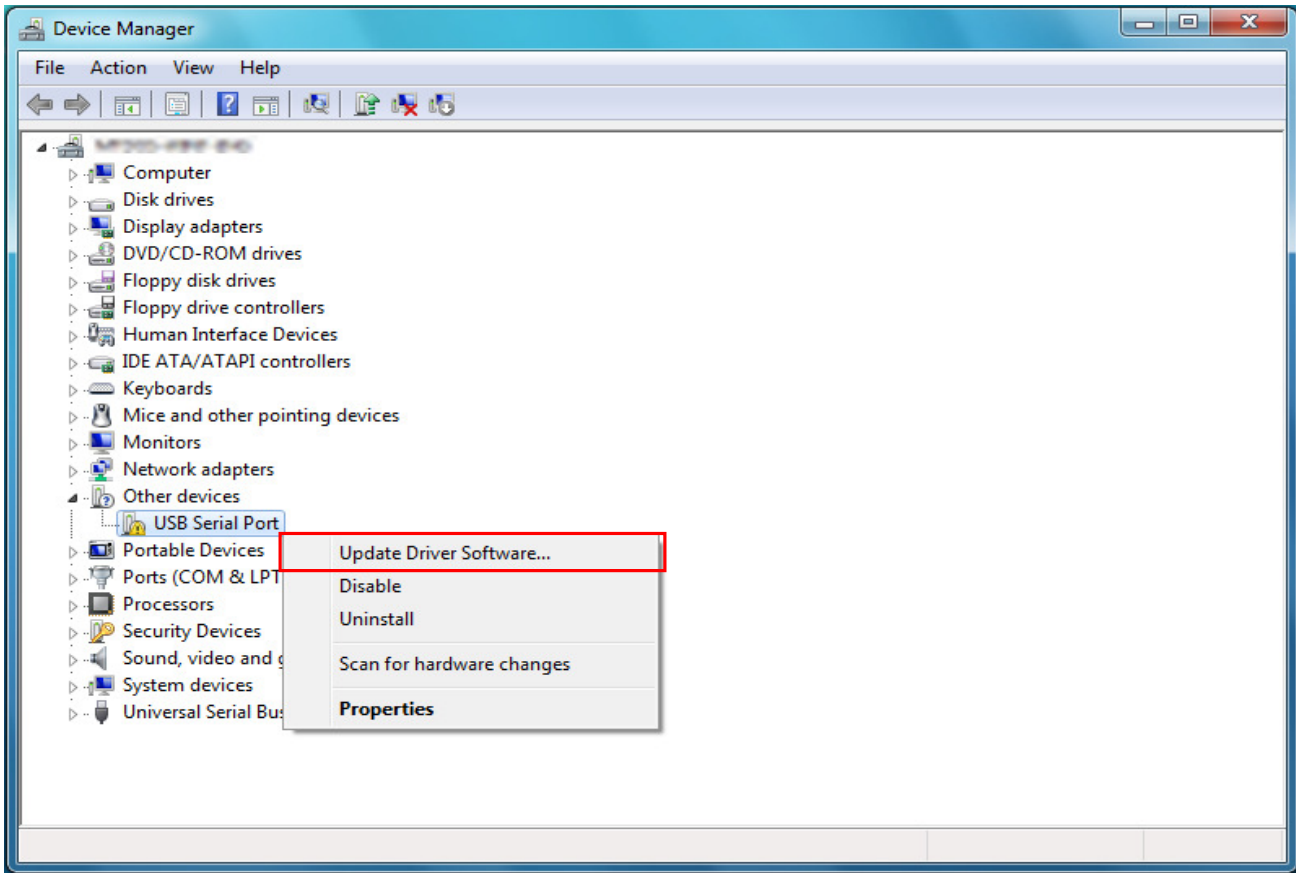 Device Manager
File Action View Help
Computer
Disk drives
Display adapters
DVD/CD-ROM drives
Floppy disk drives
Floppy drive controllers
Human Interface Devices
IDE ATA/ATAPI controllers
Keyboards
Mice and other pointing devices
Monitors
Network adapters
Other devices
USB Serial Port
Portable Devices
Update Driver Software...
Ports (COM & LPT
Disable
Processors
Uninstall
Security Devices
Sound, video and
Scan for hardware changes
System devices
Universal Serial Bus
Properties